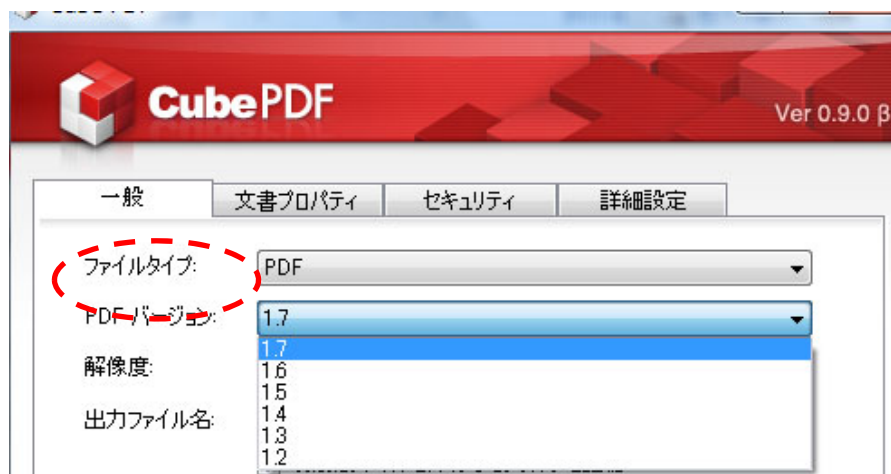 CubePDF
Ver 0.9.0 β
一般 文書プロパティ セキュリティ 詳細設定
ファイルタイプ: PDF
PDFバージョン: 1.7
1.7
解像度: 1.6
1.5
出力ファイル名: 1.4
1.3
1.2